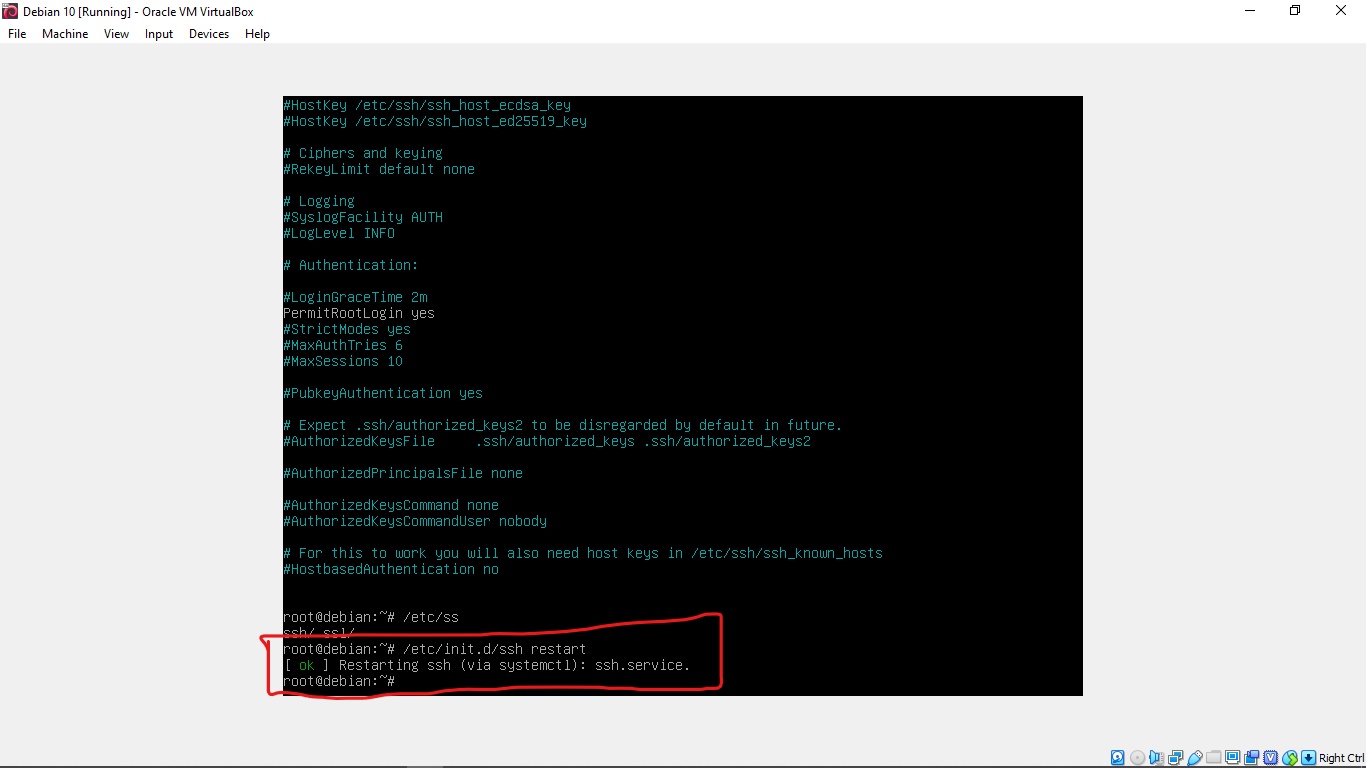 Debian 10 [Running] - Oracle VM VirtualBox
File Machine View Input Devices Help
#HostKey /etc/ssh/ssh_host_ecdsa_key
#HostKey /etc/ssh/ssh_host_ed25519_key
# Ciphers and keying
#RekeyLimit default none
# Logging
#SyslogFacility AUTH
#LogLevel INFO
# Authentication:
#LoginGraceTime 2m
PermitRootLogin yes
#StrictModes yes
#MaxAuthTries 6
#MaxSessions 10
#PubkeyAuthentication yes
# Expect .ssh/authorized_keys2 to be disregarded by default in future.
#AuthorizedKeysFile     .ssh/authorized_keys .ssh/authorized_keys2
#AuthorizedPrincipalsFile none
#AuthorizedKeysCommand none
#AuthorizedKeysCommandUser nobody
# For this to work you will also need host keys in /etc/ssh/ssh_known_hosts
#HostbasedAuthentication no
root@debian:~# /etc/ss
ssh/ ssl/
root@debian:~# /etc/init.d/ssh restart
[ ok ] Restarting ssh (via systemctl): ssh.service.
root@debian:~#
Right Ctrl